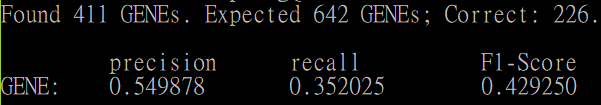 Found 411 GENEs. Expected 642 GENEs; Correct: 226.
precision recall F1-Score
GENE: 0.549878 0.352025 0.429250